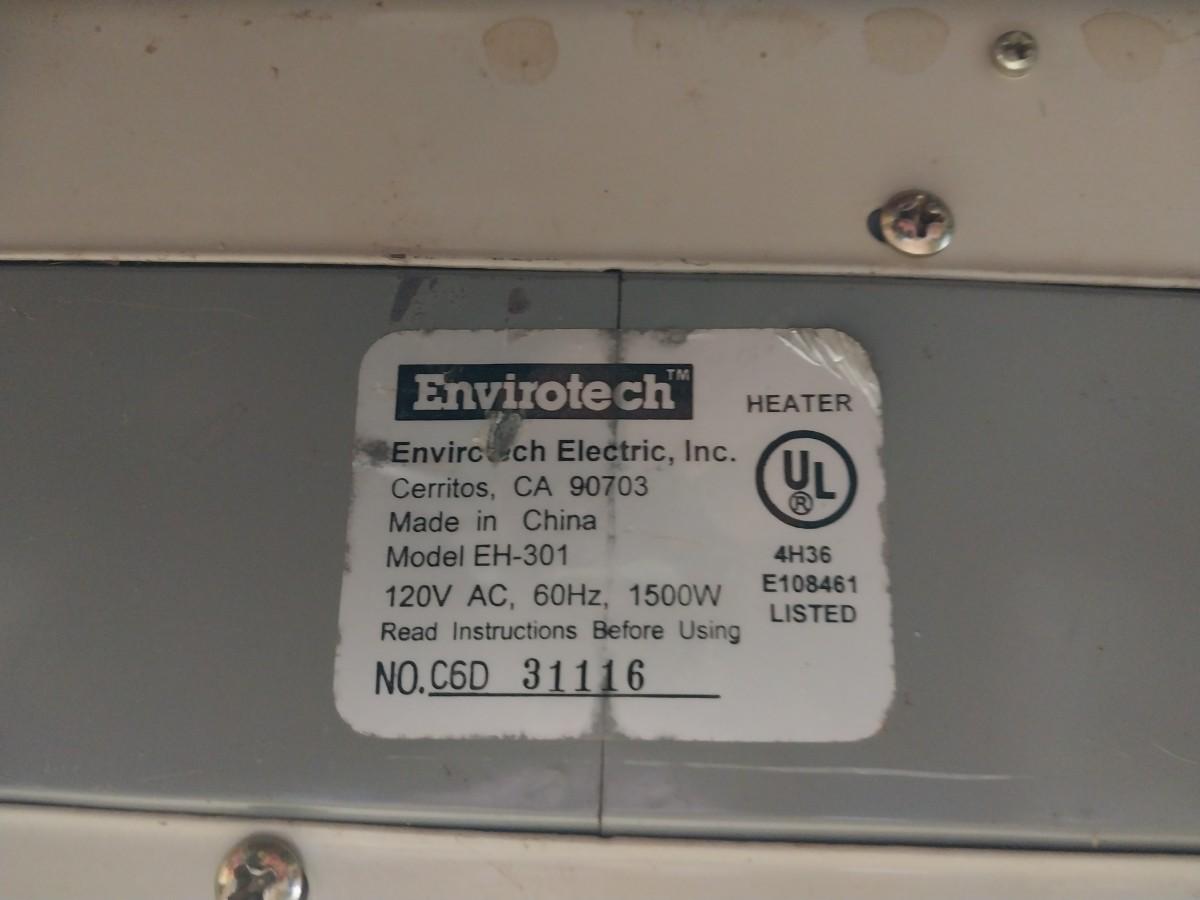 Envirotech™
HEATER
Envirotech Electric, Inc.
Cerritos, CA 90703
Made in China
Model EH-301
120V AC, 60Hz, 1500W
Read Instructions Before Using
NO. C6D 31116
UL
®
4H36
E108461
LISTED